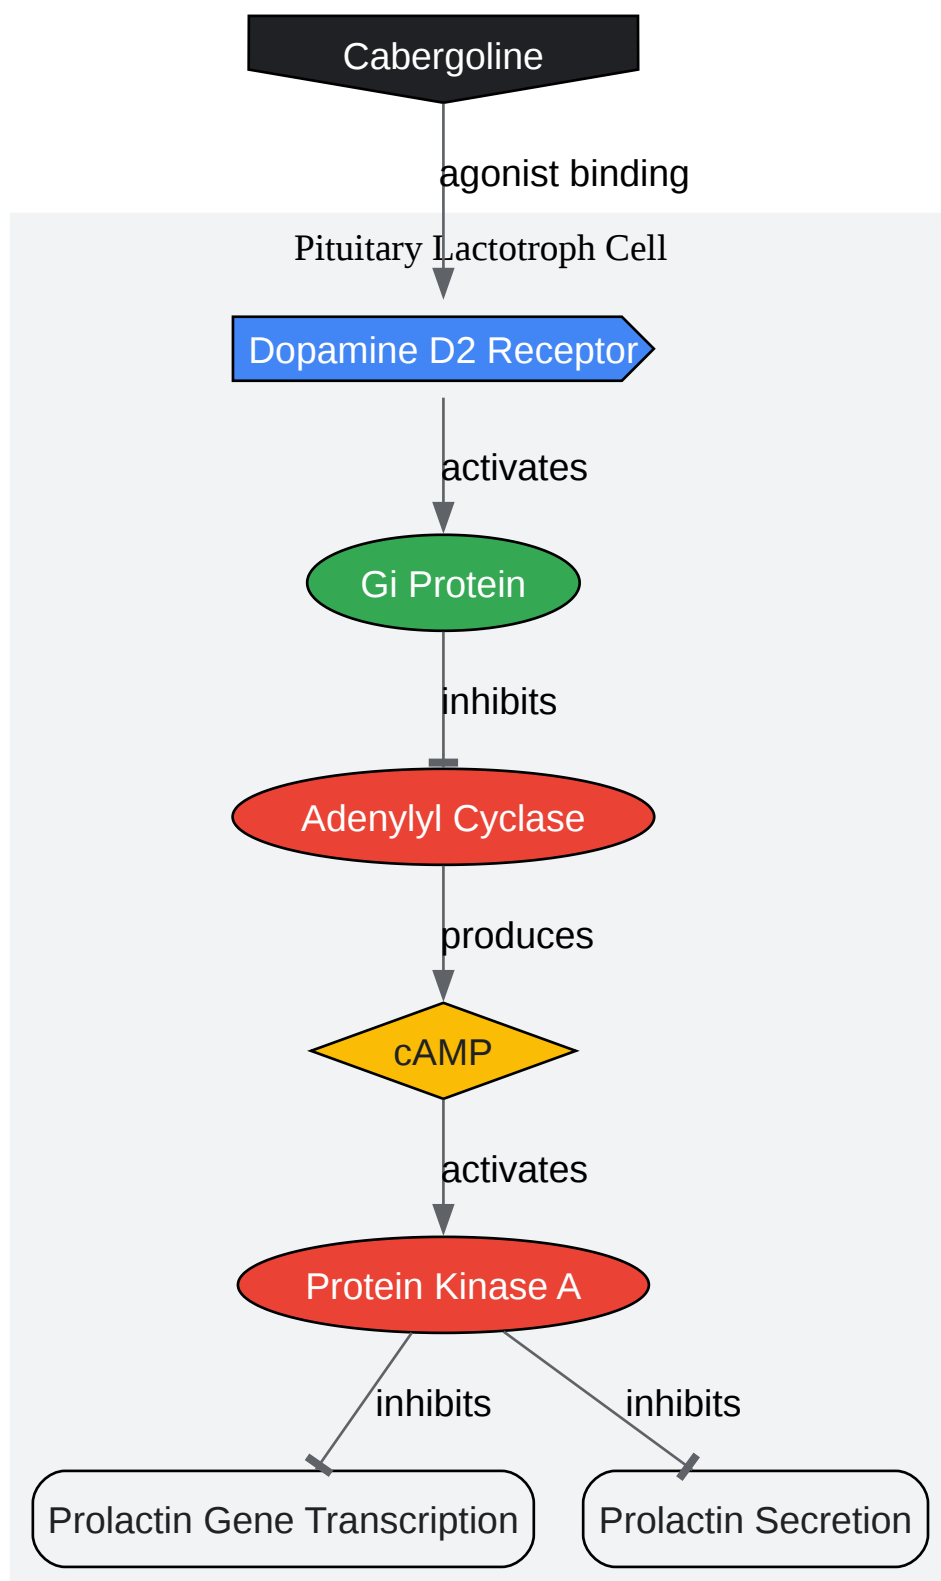 Cabergoline
agonist binding
Pituitary Lactotroph Cell
Dopamine D2 Receptor
activates
Gi Protein
inhibits
Adenylyl Cyclase
produces
cAMP
activates
Protein Kinase A
inhibits
inhibits
Prolactin Gene Transcription
Prolactin Secretion